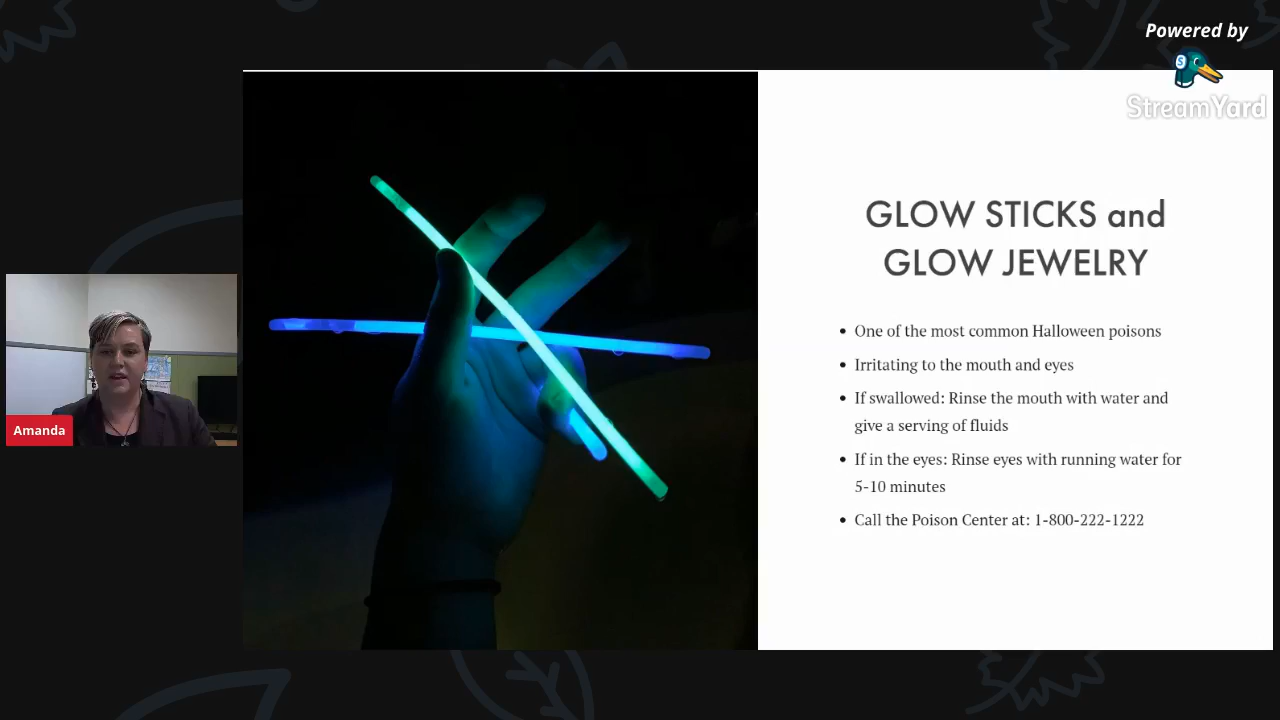 Powered by
S
StreamYard
GLOW STICKS and
GLOW JEWELRY
• One of the most common Halloween poisons
• Irritating to the mouth and eyes
• If swallowed: Rinse the mouth with water and
give a serving of fluids
• If in the eyes: Rinse eyes with running water for
5-10 minutes
• Call the Poison Center at: 1-800-222-1222
Amanda